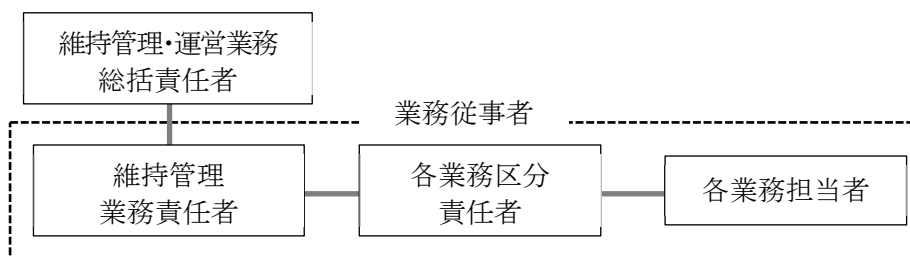 維持管理・運営業務
総括責任者
業務従事者
維持管理
業務責任者
各業務区分
責任者
各業務担当者